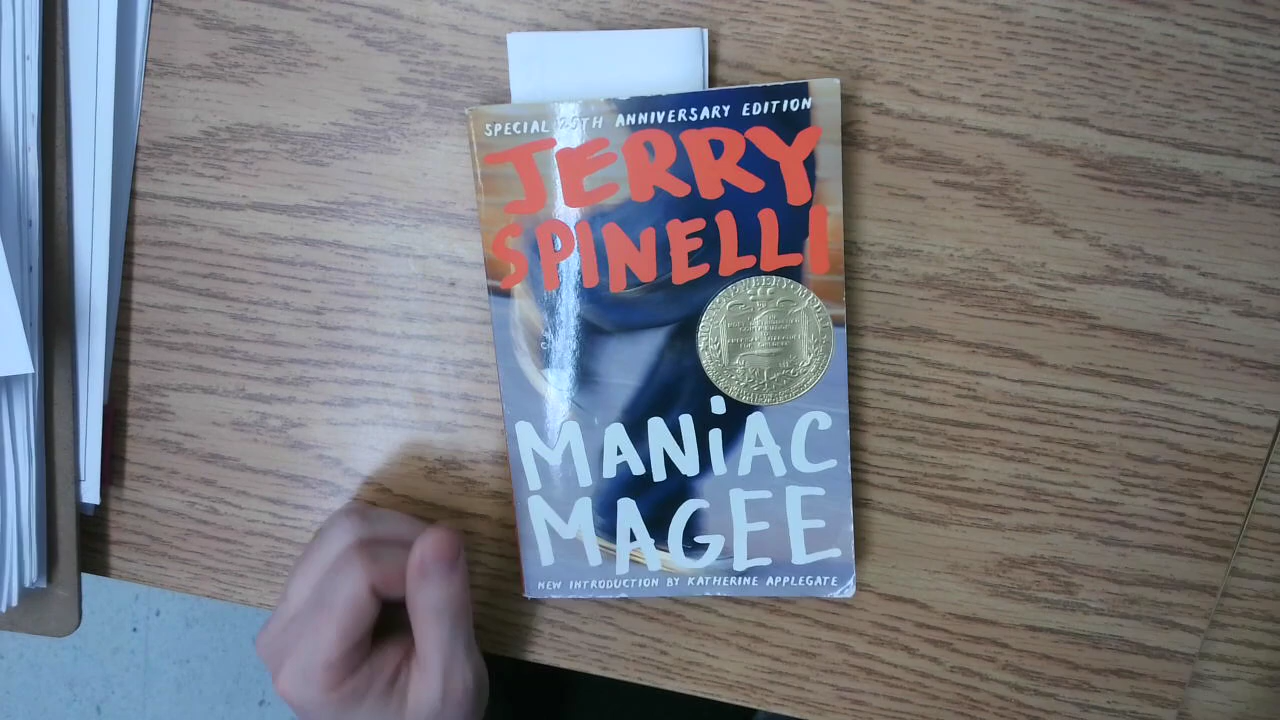 SPECIAL 25TH ANNIVERSARY EDITION
JERRY
SPINELLI
MANiAC
MAGEE
NEW INTRODUCTION BY KATHERINE APPLEGATE